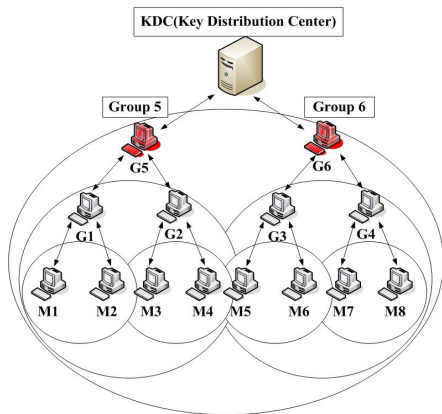 KDC(Key Distribution Center)
Group 5
Group 6
G5
G6
G1
G2
G3
G4
M1
M2
M3
M4
M5
M6
M7
M8